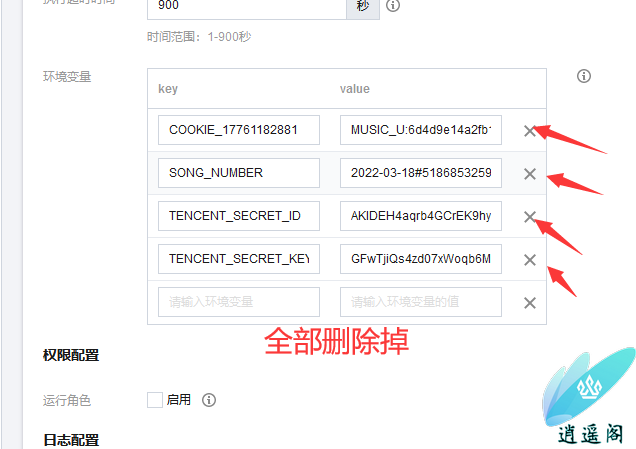 执行超时时间 900 秒
时间范围：1-900秒
环境变量
key value
COOKIE_17761182881 MUSIC_U:6d4d9e14a2fb
SONG_NUMBER 2022-03-18#5186853259
TENCENT_SECRET_ID AKIDEH4aqrb4GCrEK9hy
TENCENT_SECRET_KEY GFwTjiQs4zd07xWoqb6M
请输入环境变量 请输入环境变量的值
全部删除掉
权限配置
运行角色 启用
日志配置
逍遥阁